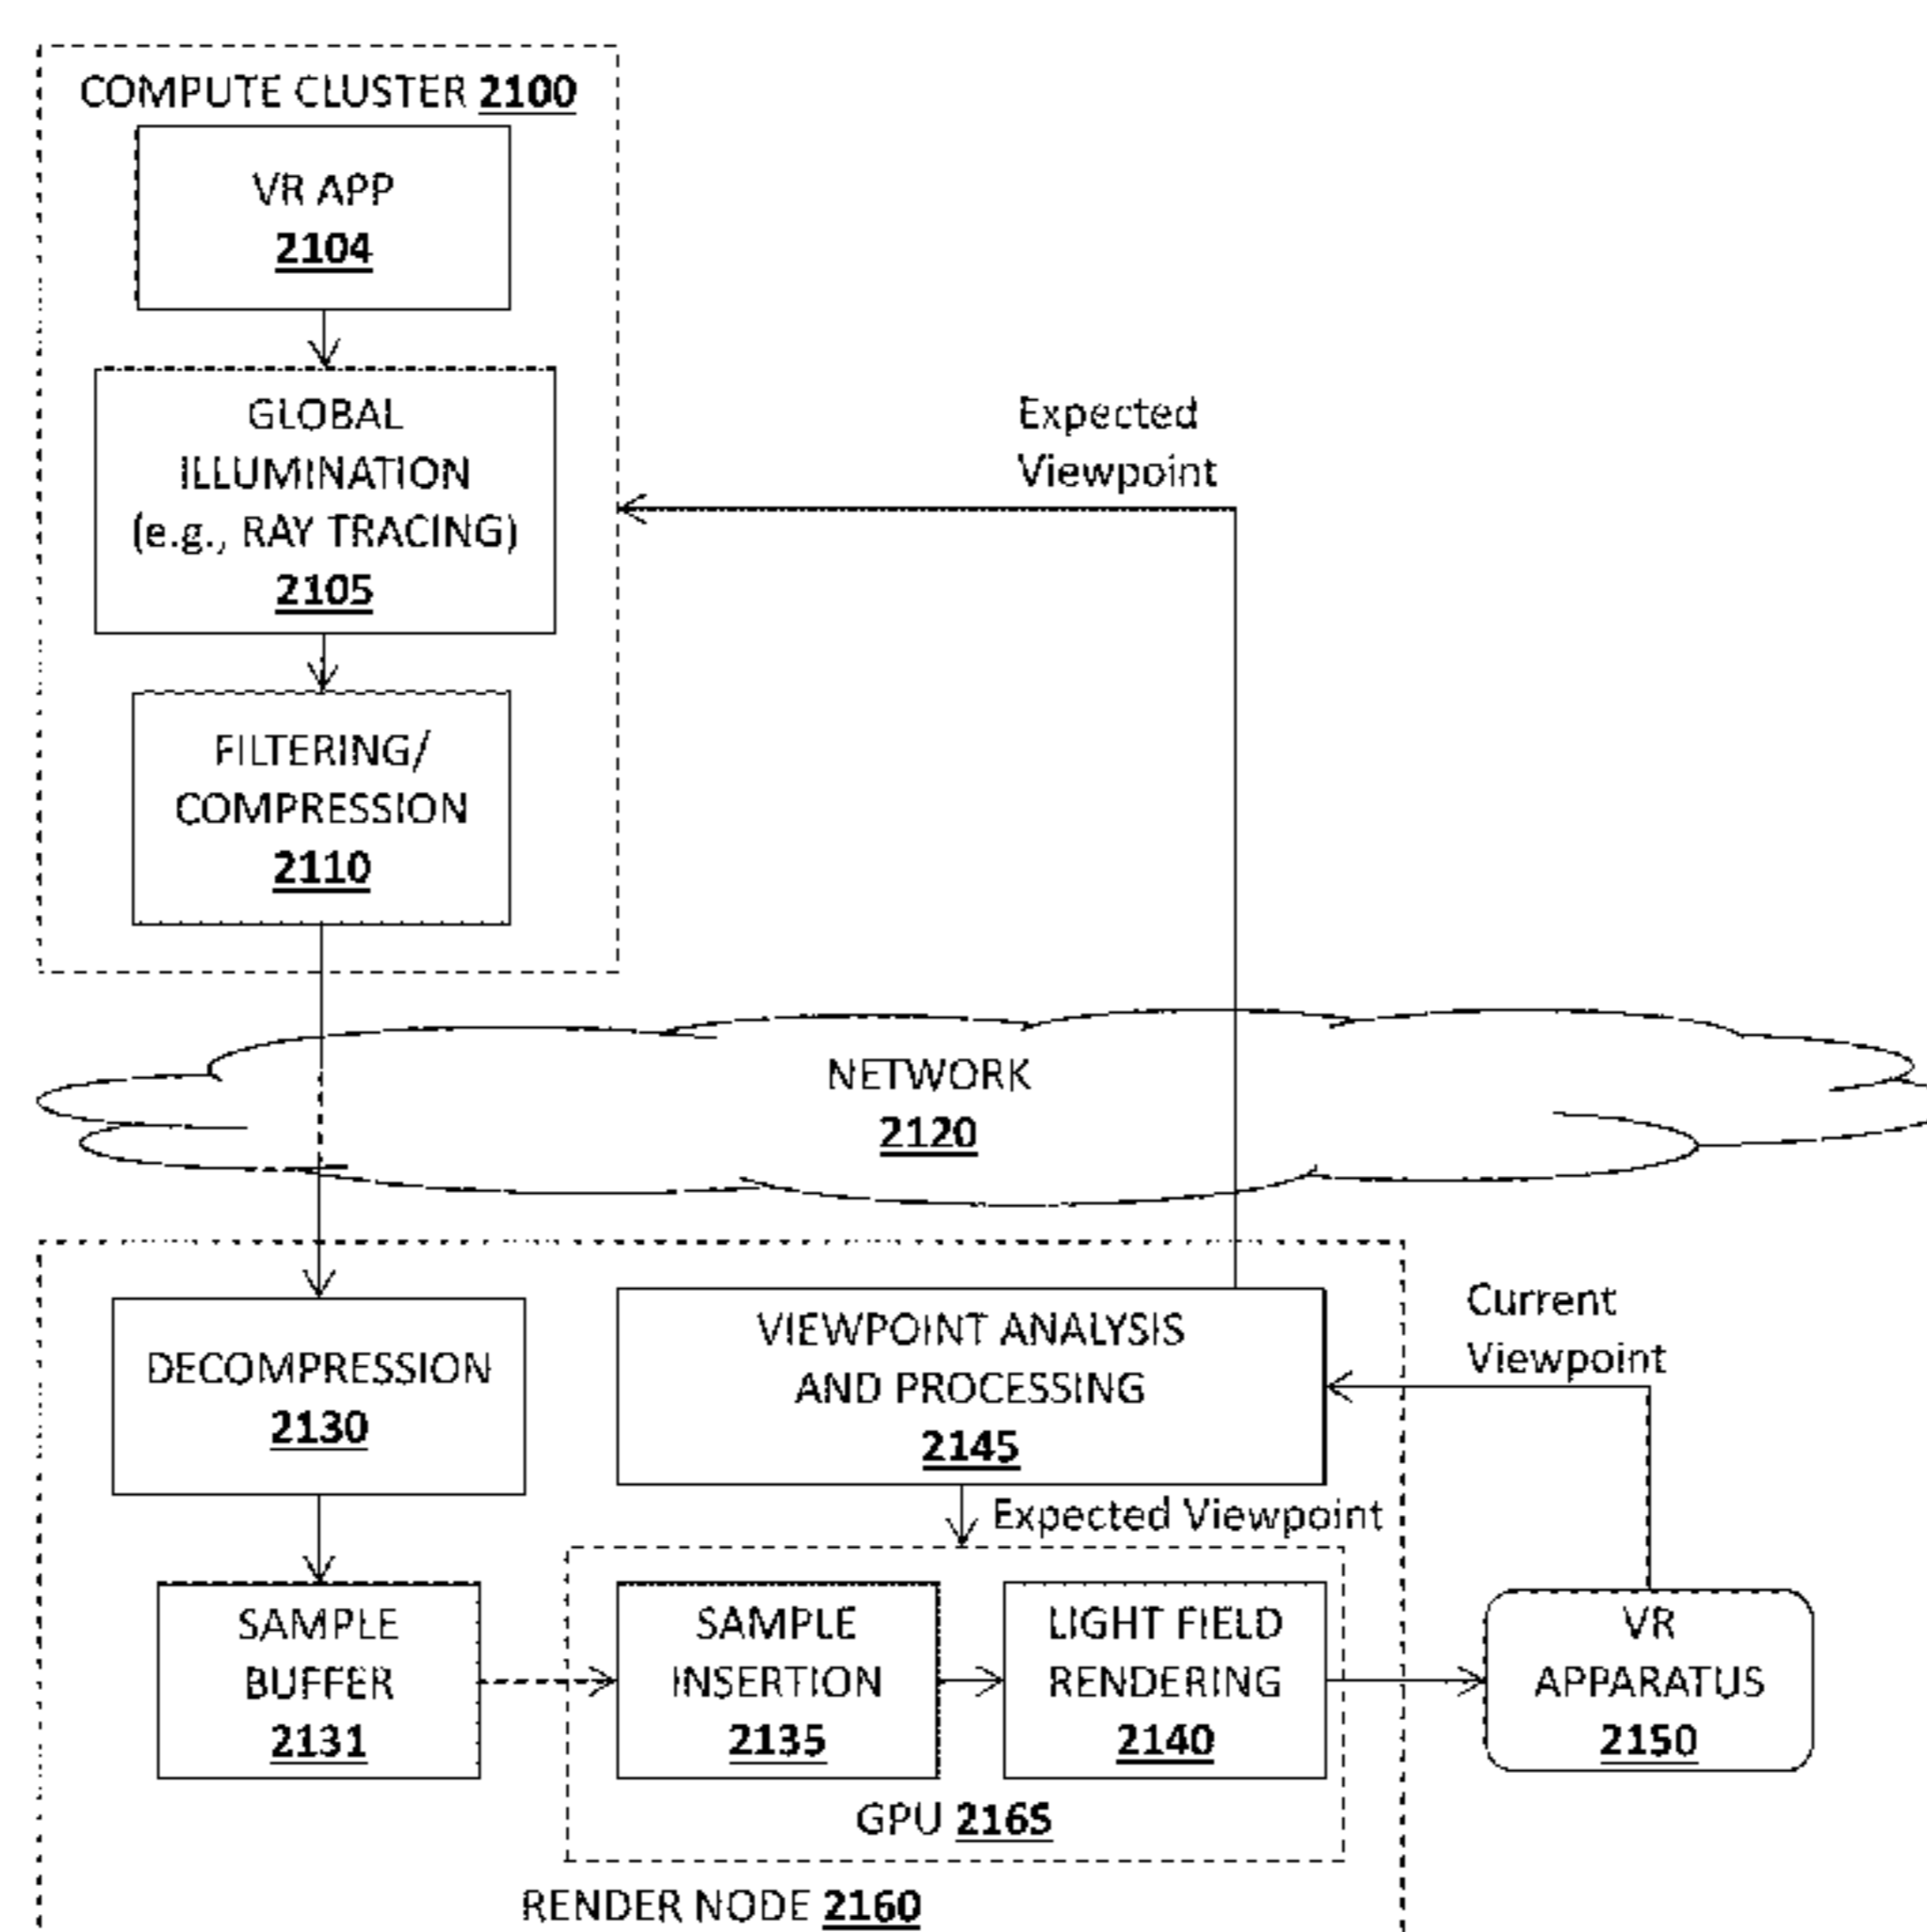 COMPUTE CLUSTER 2100
VR APP
2104
GLOBAL
ILLUMINATION
(e.g., RAY TRACING)
2105
FILTERING/
COMPRESSION
2110
Expected
Viewpoint
NETWORK
2120
DECOMPRESSION
2130
VIEWPOINT ANALYSIS
AND PROCESSING
2145
Current
Viewpoint
Expected Viewpoint
SAMPLE
BUFFER
2131
SAMPLE
INSERTION
2135
LIGHT FIELD
RENDERING
2140
VR
APPARATUS
2150
GPU 2165
RENDER NODE 2160